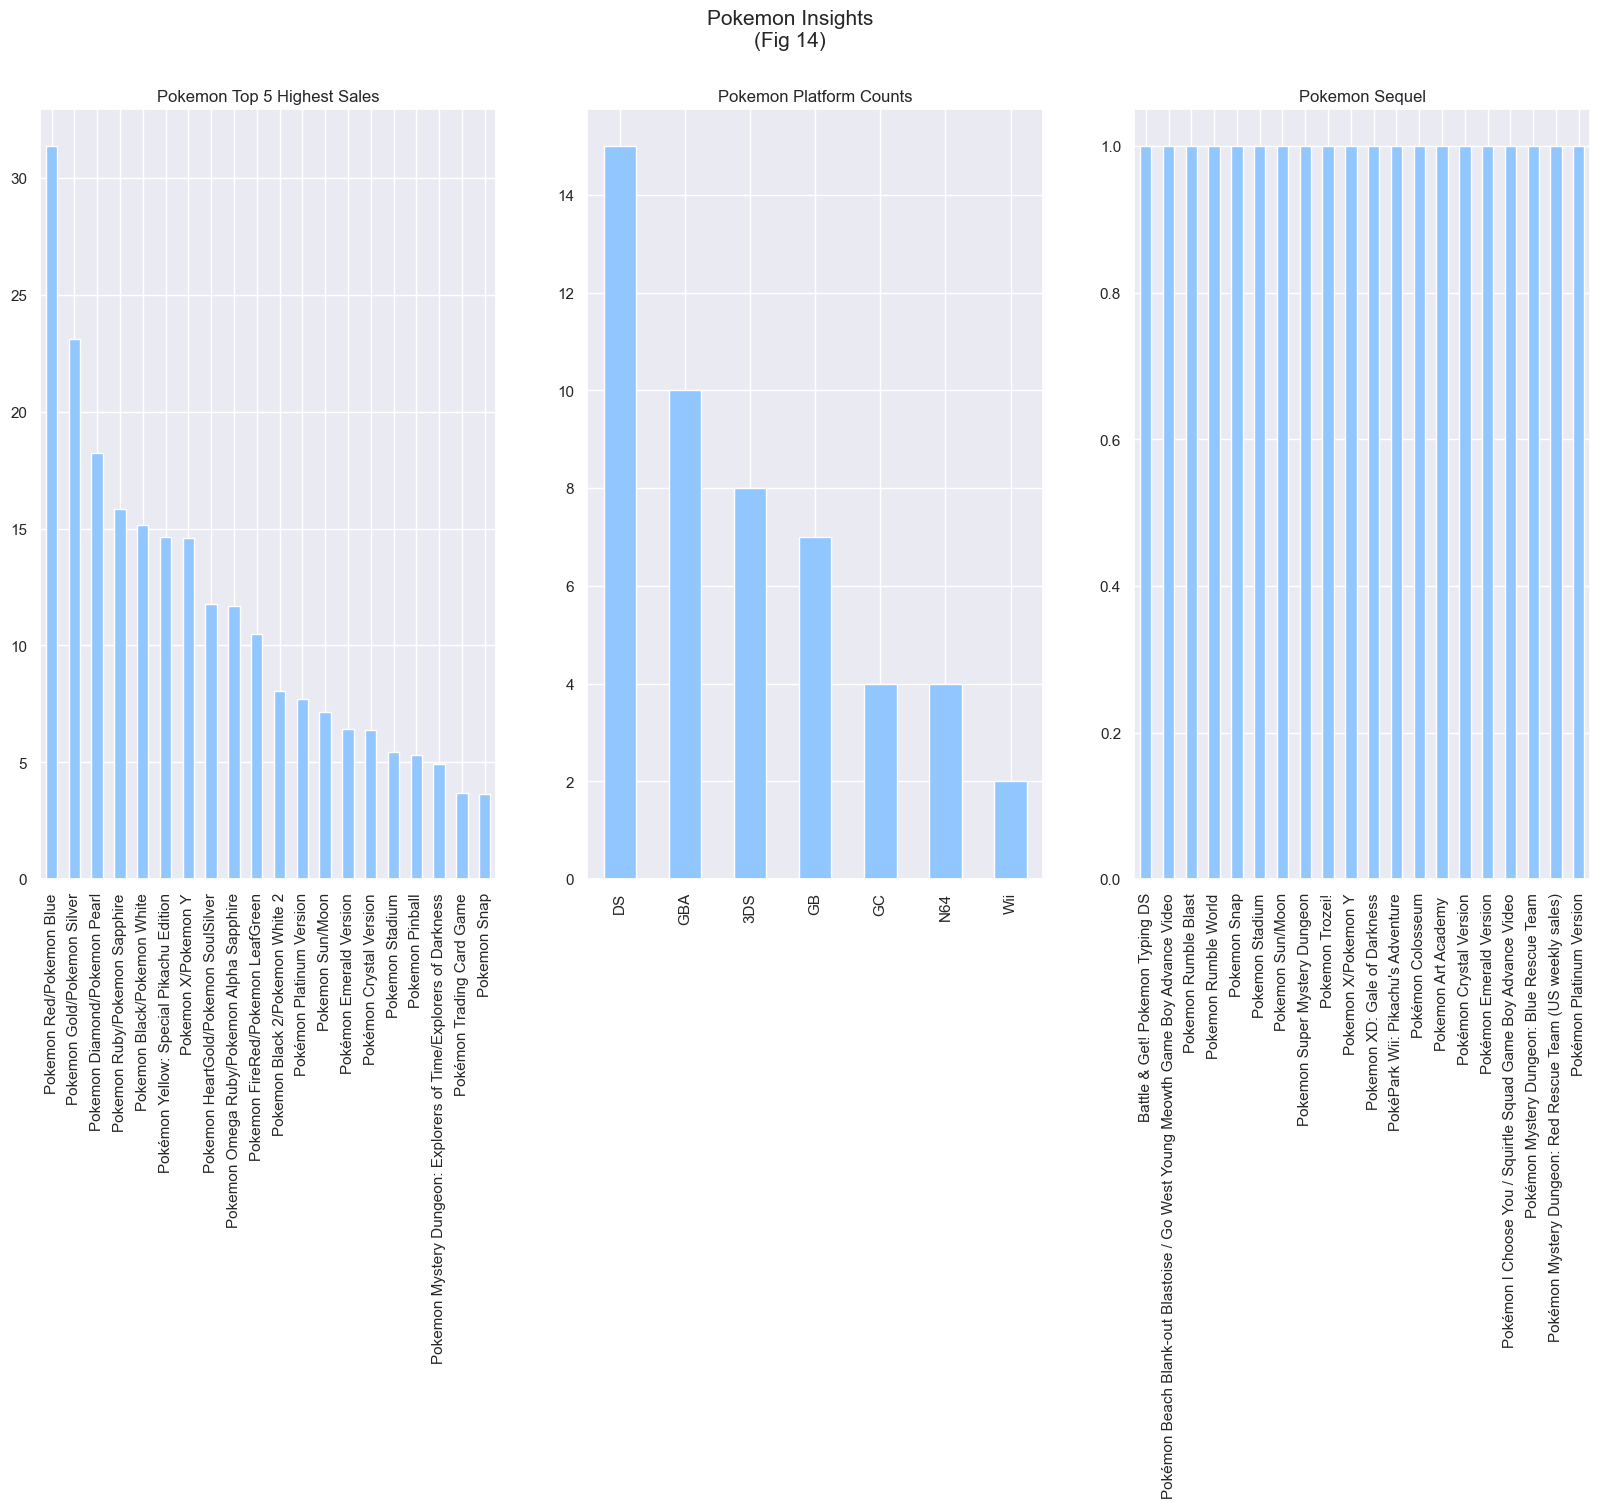 Pokemon Insights
(Fig 14)
Pokemon Top 5 Highest Sales
30
25
20
15
10
5
0
Pokemon Red/Pokemon Blue
Pokemon Gold/Pokemon Silver
Pokemon Diamond/Pokemon Pearl
Pokemon Ruby/Pokemon Sapphire
Pokemon Black/Pokemon White
Pokémon Yellow: Special Pikachu Edition
Pokemon X/Pokemon Y
Pokemon HeartGold/Pokemon SoulSilver
Pokemon Omega Ruby/Pokemon Alpha Sapphire
Pokemon FireRed/Pokemon LeafGreen
Pokemon Black 2/Pokemon White 2
Pokémon Platinum Version
Pokemon Sun/Moon
Pokémon Emerald Version
Pokémon Crystal Version
Pokemon Stadium
Pokemon Pinball
Pokemon Mystery Dungeon: Explorers of Time/Explorers of Darkness
Pokémon Trading Card Game
Pokemon Snap
Pokemon Platform Counts
14
12
10
8
6
4
2
0
DS
GBA
3DS
GB
GC
N64
Wii
Pokemon Sequel
1.0
0.8
0.6
0.4
0.2
0.0
Battle & Get! Pokemon Typing DS
Pokémon Beach Blank-out Blastoise / Go West Young Meowth Game Boy Advance Video
Pokemon Rumble Blast
Pokemon Rumble World
Pokemon Snap
Pokemon Stadium
Pokemon Sun/Moon
Pokemon Super Mystery Dungeon
Pokemon Trozei!
Pokemon X/Pokemon Y
Pokemon XD: Gale of Darkness
PokéPark Wii: Pikachu's Adventure
Pokémon Colosseum
Pokemon Art Academy
Pokémon Crystal Version
Pokémon Emerald Version
Pokémon I Choose You / Squirtle Squad Game Boy Advance Video
Pokémon Mystery Dungeon: Blue Rescue Team
Pokémon Mystery Dungeon: Red Rescue Team (US weekly sales)
Pokémon Platinum Version